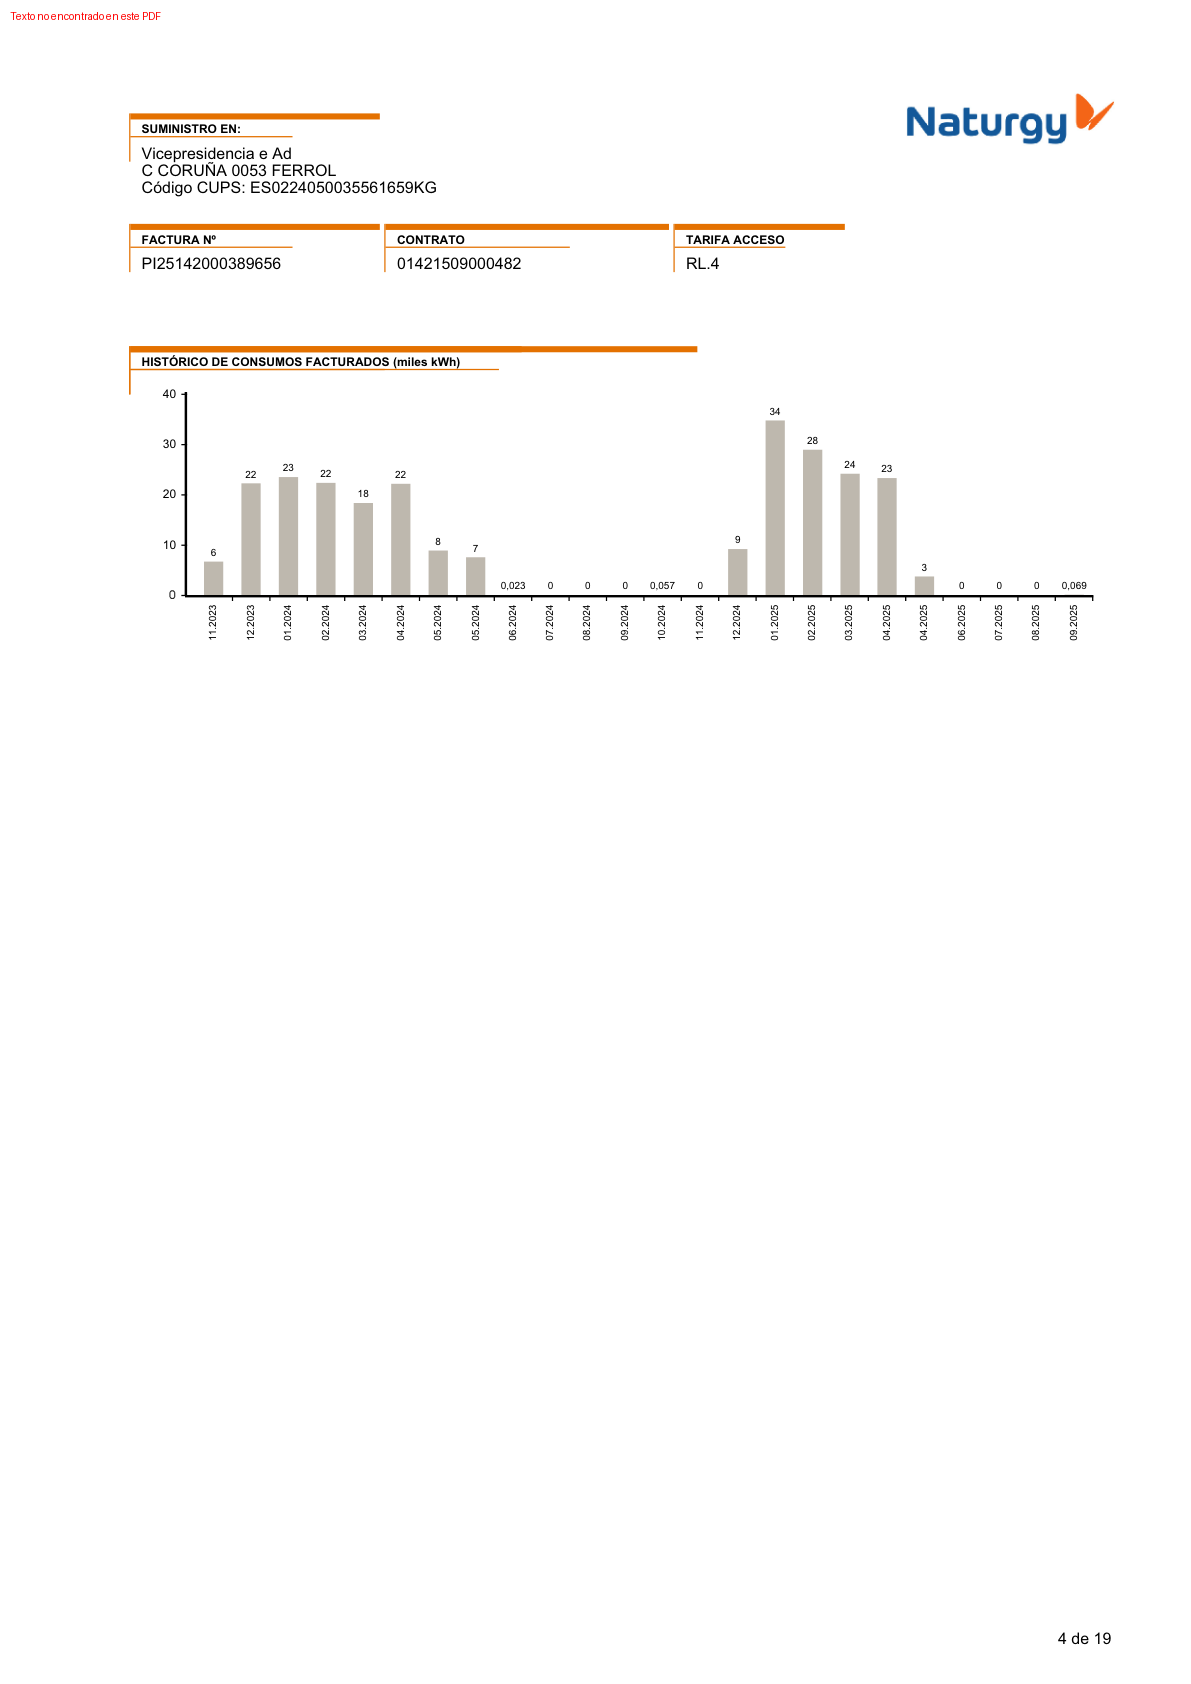 Texto no encontrado en este PDF
Naturgy
SUMINISTRO EN:
Vicepresidencia e Ad
C CORUÑA 0053 FERROL
Código CUPS: ES0224050035561659KG
FACTURA Nº CONTRATO TARIFA ACCESO
PI25142000389656 01421509000482 RL.4
HISTÓRICO DE CONSUMOS FACTURADOS (miles kWh)
40
30
20
10
0
6 22 23 22 18 22 8 7 0,023 0 0 0 0,057 0 9 34 28 24 23 3 0 0 0 0,069
11.2023 12.2023 01.2024 02.2024 03.2024 04.2024 05.2024 05.2024 06.2024 07.2024 08.2024 09.2024 10.2024 11.2024 12.2024 01.2025 02.2025 03.2025 04.2025 04.2025 06.2025 07.2025 08.2025 09.2025
4 de 19